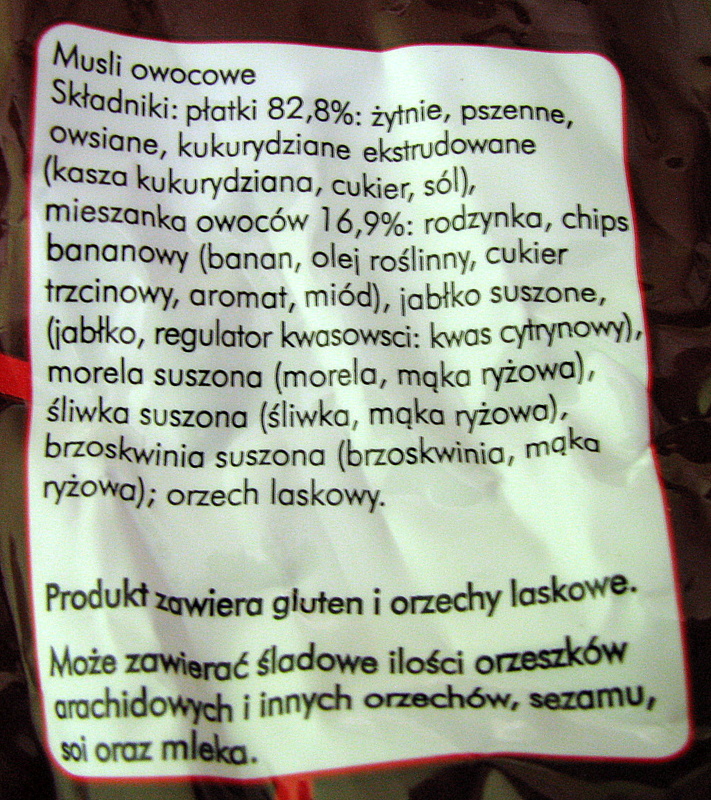 Musli owocowe
Składniki: płatki 82,8%: żytnie, pszenne,
owsiane, kukurydziane ekstrudowane
(kasza kukurydziana, cukier, sól),
mieszanka owoców 16,9%: rodzynka, chips
bananowy (banan, olej roślinny, cukier
trzcinowy, aromat, miód), jabłko suszone,
(jabłko, regulator kwasowsci: kwas cytrynowy),
morela suszona (morela, mąka ryżowa),
śliwka suszona (śliwka, mąka ryżowa),
brzoskwinia suszona (brzoskwinia, mąka
ryżowa); orzech laskowy.
Produkt zawiera gluten i orzechy laskowe.
Może zawierać śladowe ilości orzeszków
arachidowych i innych orzechów, sezamu,
soi oraz mleka.